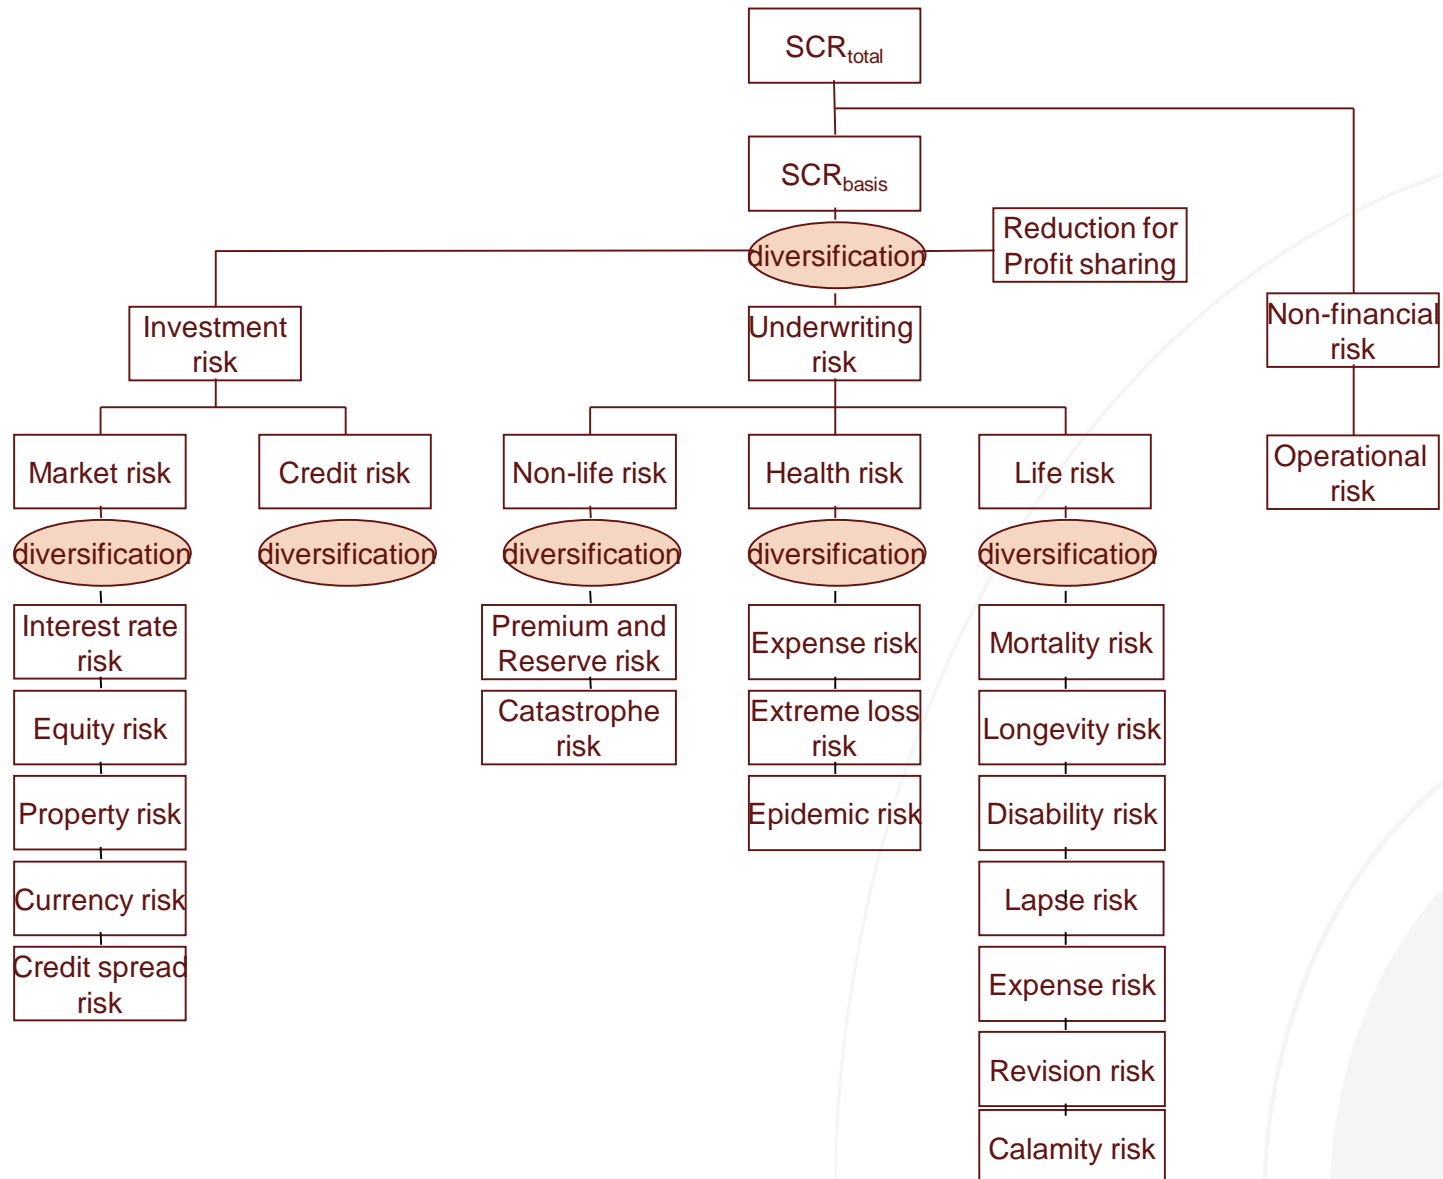 SCRtotal
SCRbasis
diversification
Reduction for
Profit sharing
Investment
risk
Underwriting
risk
Non-financial
risk
Market risk
Credit risk
Non-life risk
Health risk
Life risk
Operational
risk
diversification
diversification
diversification
diversification
diversification
Interest rate
risk
Premium and
Reserve risk
Expense risk
Mortality risk
Equity risk
Catastrophe
risk
Extreme loss
risk
Longevity risk
Property risk
Epidemic risk
Disability risk
Currency risk
Lapse risk
Credit spread
risk
Expense risk
Revision risk
Calamity risk